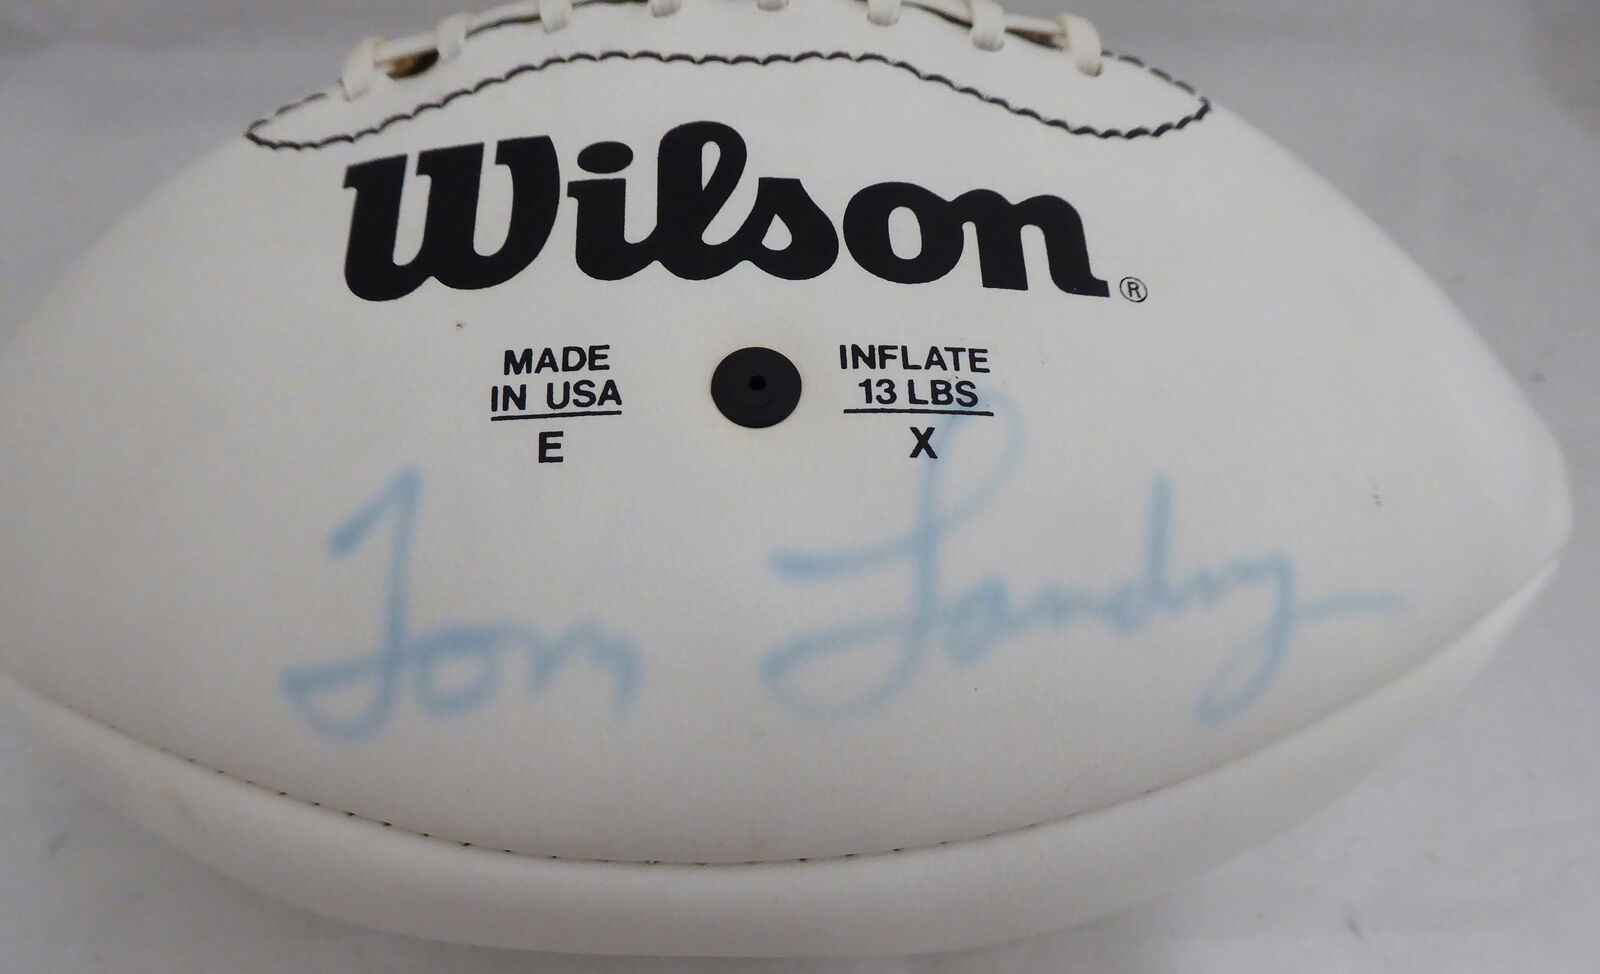 Wilson®
MADE
IN USA
E
INFLATE
13 LBS
X
Tom Landry